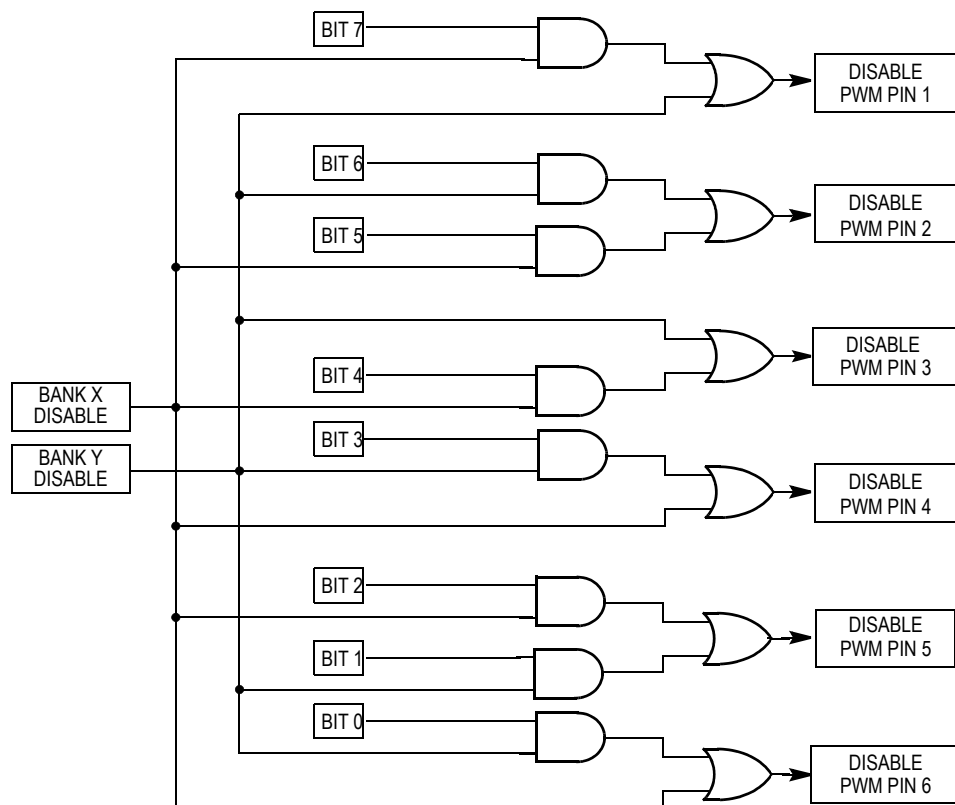 BIT 7
DISABLE
PWM PIN 1
BIT 6
DISABLE
PWM PIN 2
BIT 5
DISABLE
PWM PIN 3
BIT 4
BANK X
DISABLE
BIT 3
BANK Y
DISABLE
DISABLE
PWM PIN 4
BIT 2
DISABLE
PWM PIN 5
BIT 1
BIT 0
DISABLE
PWM PIN 6